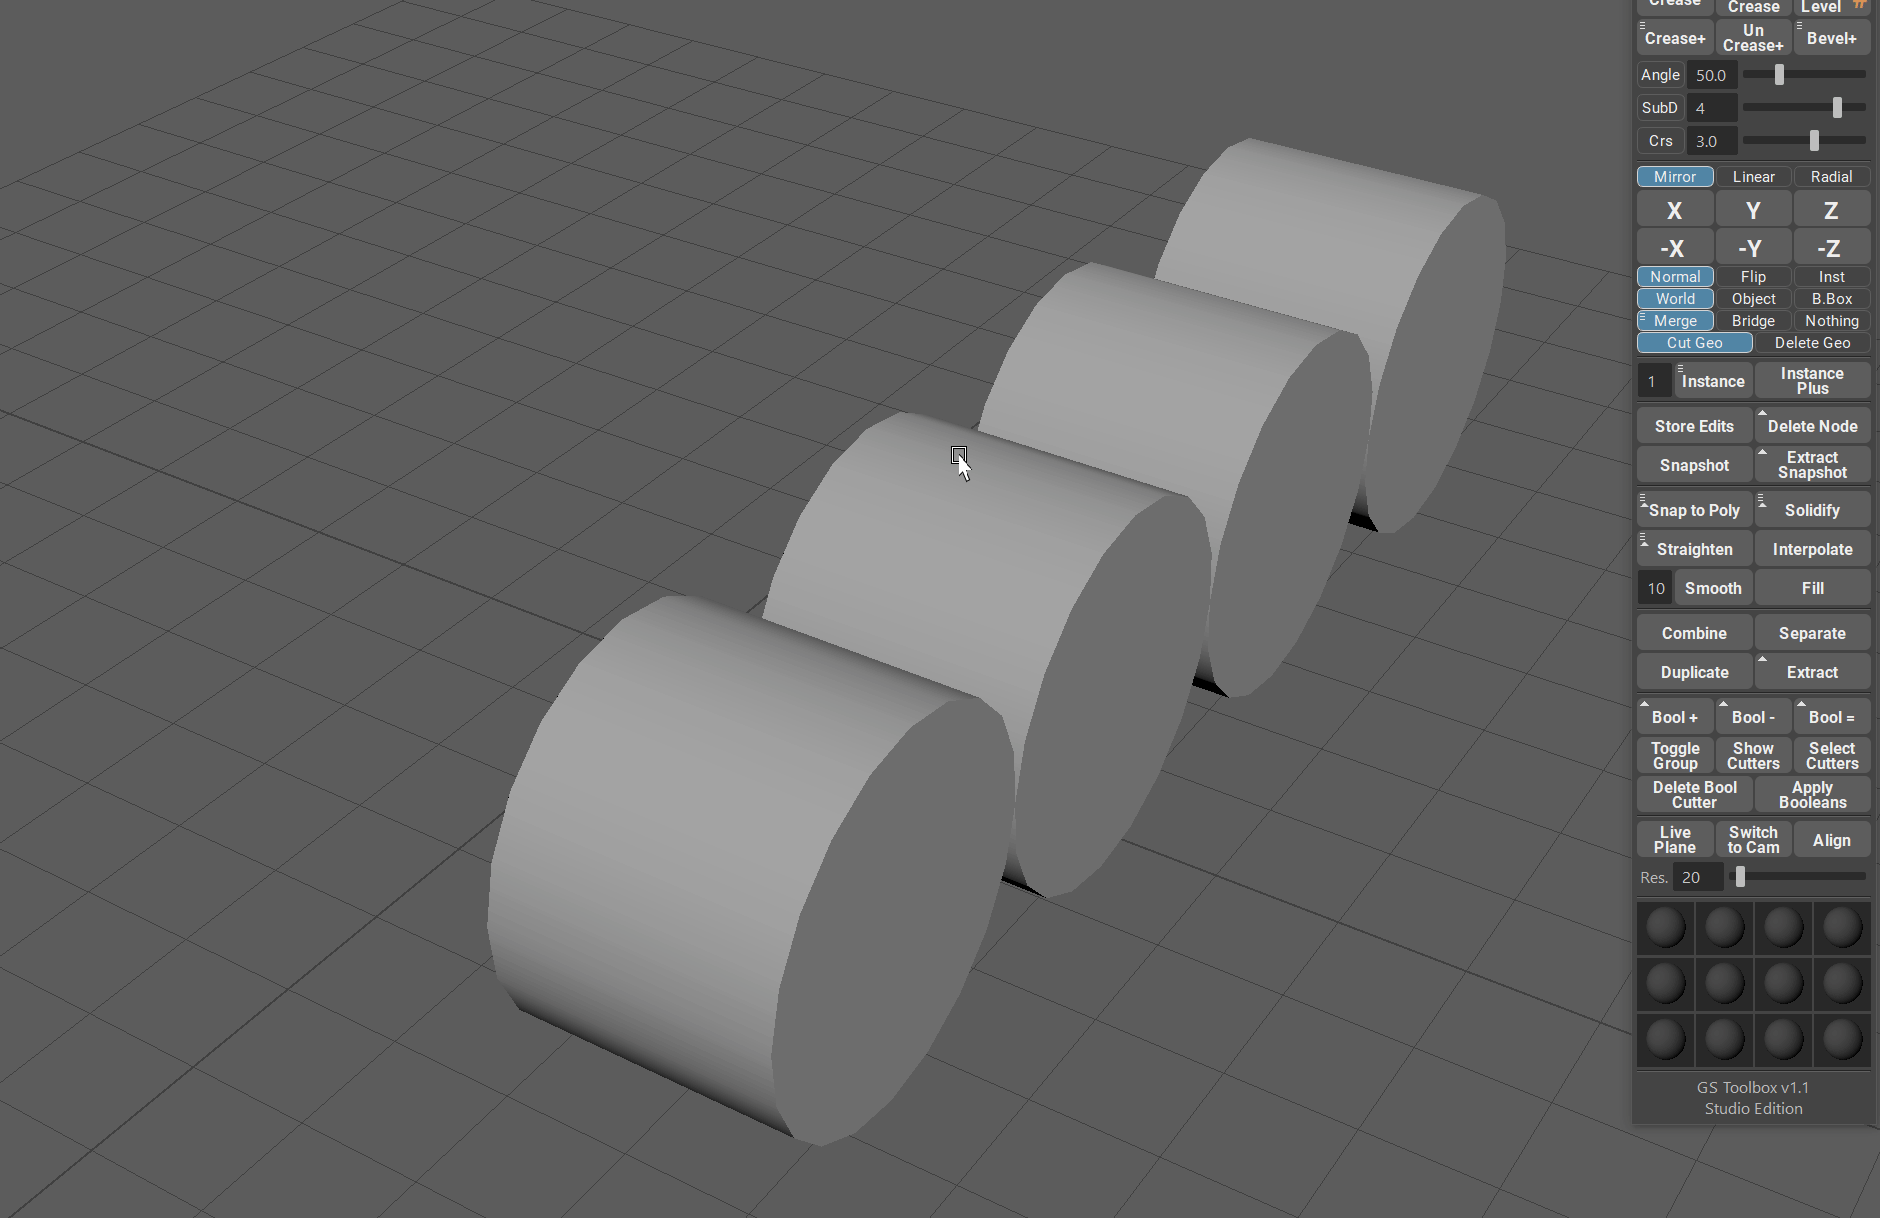 Crease
Crease
Level
#
Crease+
Un
Crease+
Bevel+
Angle 50.0
SubD 4
Crs 3.0
Mirror Linear Radial
X Y Z
-X -Y -Z
Normal Flip Inst
World Object B.Box
Merge Bridge Nothing
Cut Geo Delete Geo
1 Instance
Instance
Plus
Store Edits Delete Node
Snapshot
Extract
Snapshot
Snap to Poly Solidify
Straighten Interpolate
10 Smooth Fill
Combine Separate
Duplicate Extract
Bool + Bool - Bool =
Toggle
Group
Show
Cutters
Select
Cutters
Delete Bool
Cutter
Apply
Booleans
Live
Plane
Switch
to Cam
Align
Res. 20
GS Toolbox v1.1
Studio Edition